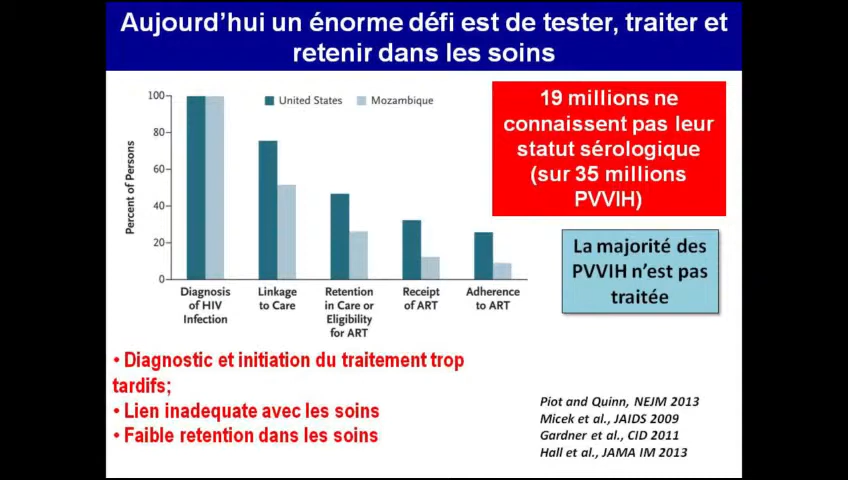 Aujourd'hui un énorme défi est de tester, traiter et
retenir dans les soins
100
80
60
40
20
0
Percent of Persons
United States
Mozambique
Diagnosis
of HIV
Infection
Linkage
to Care
Retention
in Care or
Eligibility
for ART
Receipt
of ART
Adherence
to ART
19 millions ne
connaissent pas leur
statut sérologique
(sur 35 millions
PVVIH)
La majorité des
PVVIH n'est pas
traitée
• Diagnostic et initiation du traitement trop
tardifs;
• Lien inadequate avec les soins
• Faible retention dans les soins
Piot and Quinn, NEJM 2013
Micek et al., JAIDS 2009
Gardner et al., CID 2011
Hall et al., JAMA IM 2013